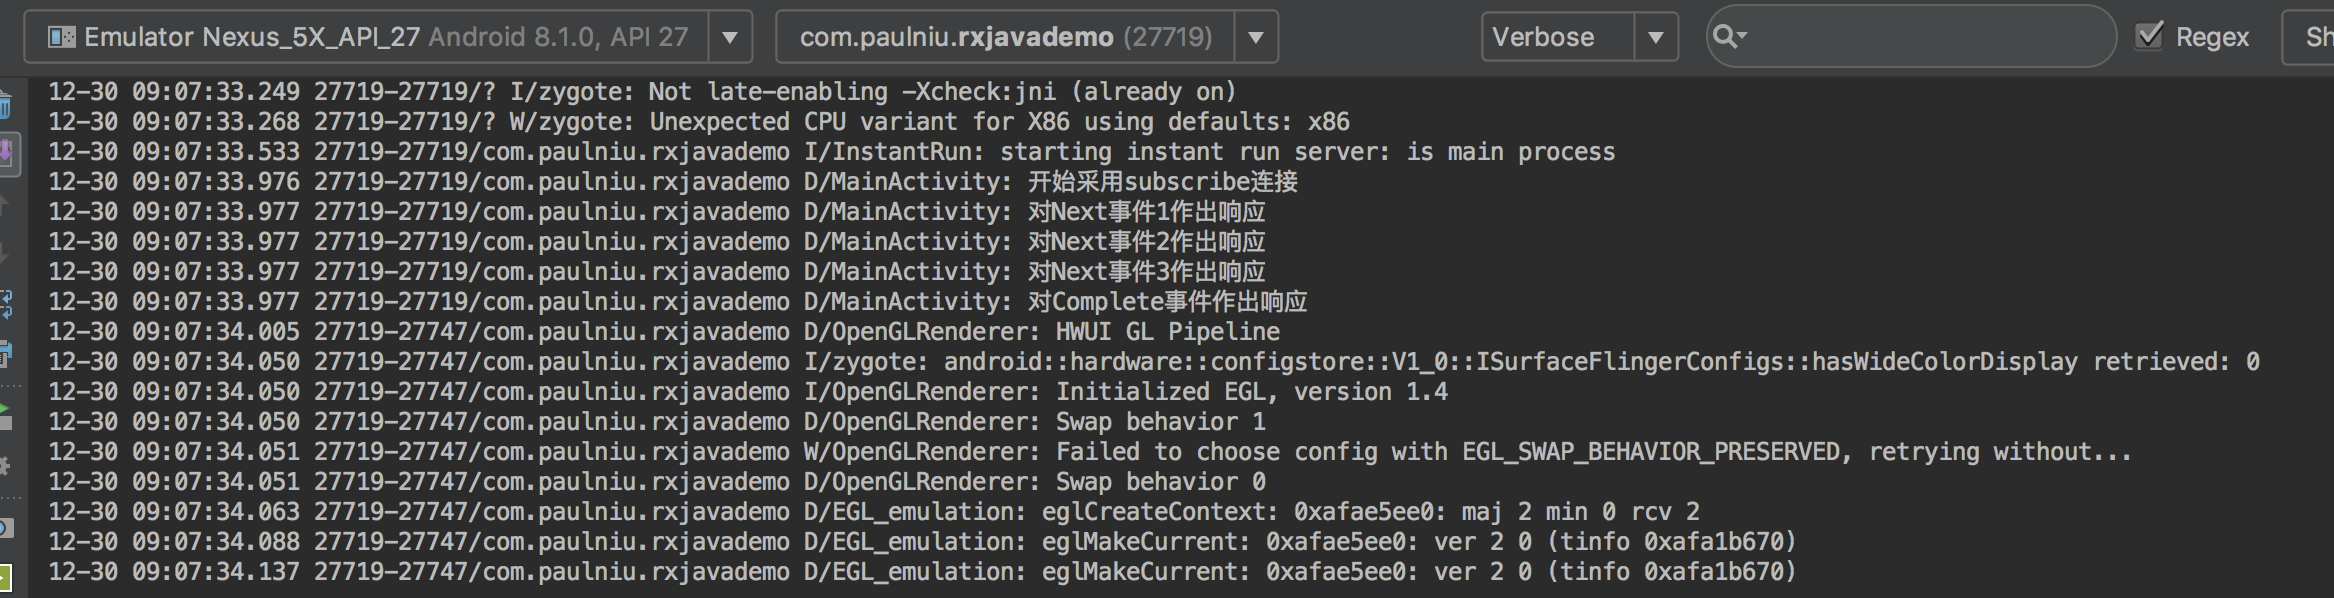 Emulator Nexus_5X_API_27 Android 8.1.0, API 27 com.paulniu.rxjavademo (27719) Verbose Regex Sh
12-30 09:07:33.249 27719-27719/? I/zygote: Not late-enabling -Xcheck:jni (already on)
12-30 09:07:33.268 27719-27719/? W/zygote: Unexpected CPU variant for X86 using defaults: x86
12-30 09:07:33.533 27719-27719/com.paulniu.rxjavademo I/InstantRun: starting instant run server: is main process
12-30 09:07:33.976 27719-27719/com.paulniu.rxjavademo D/MainActivity: 开始采用subscribe连接
12-30 09:07:33.977 27719-27719/com.paulniu.rxjavademo D/MainActivity: 对Next事件1作出响应
12-30 09:07:33.977 27719-27719/com.paulniu.rxjavademo D/MainActivity: 对Next事件2作出响应
12-30 09:07:33.977 27719-27719/com.paulniu.rxjavademo D/MainActivity: 对Next事件3作出响应
12-30 09:07:33.977 27719-27719/com.paulniu.rxjavademo D/MainActivity: 对Complete事件作出响应
12-30 09:07:34.005 27719-27747/com.paulniu.rxjavademo D/OpenGLRenderer: HWUI GL Pipeline
12-30 09:07:34.050 27719-27747/com.paulniu.rxjavademo I/zygote: android::hardware::configstore::V1_0::ISurfaceFlingerConfigs::hasWideColorDisplay retrieved: 0
12-30 09:07:34.050 27719-27747/com.paulniu.rxjavademo I/OpenGLRenderer: Initialized EGL, version 1.4
12-30 09:07:34.050 27719-27747/com.paulniu.rxjavademo D/OpenGLRenderer: Swap behavior 1
12-30 09:07:34.051 27719-27747/com.paulniu.rxjavademo W/OpenGLRenderer: Failed to choose config with EGL_SWAP_BEHAVIOR_PRESERVED, retrying without...
12-30 09:07:34.051 27719-27747/com.paulniu.rxjavademo D/OpenGLRenderer: Swap behavior 0
12-30 09:07:34.063 27719-27747/com.paulniu.rxjavademo D/EGL_emulation: eglCreateContext: 0xafae5ee0: maj 2 min 0 rcv 2
12-30 09:07:34.088 27719-27747/com.paulniu.rxjavademo D/EGL_emulation: eglMakeCurrent: 0xafae5ee0: ver 2 0 (tinfo 0xafa1b670)
12-30 09:07:34.137 27719-27747/com.paulniu.rxjavademo D/EGL_emulation: eglMakeCurrent: 0xafae5ee0: ver 2 0 (tinfo 0xafa1b670)